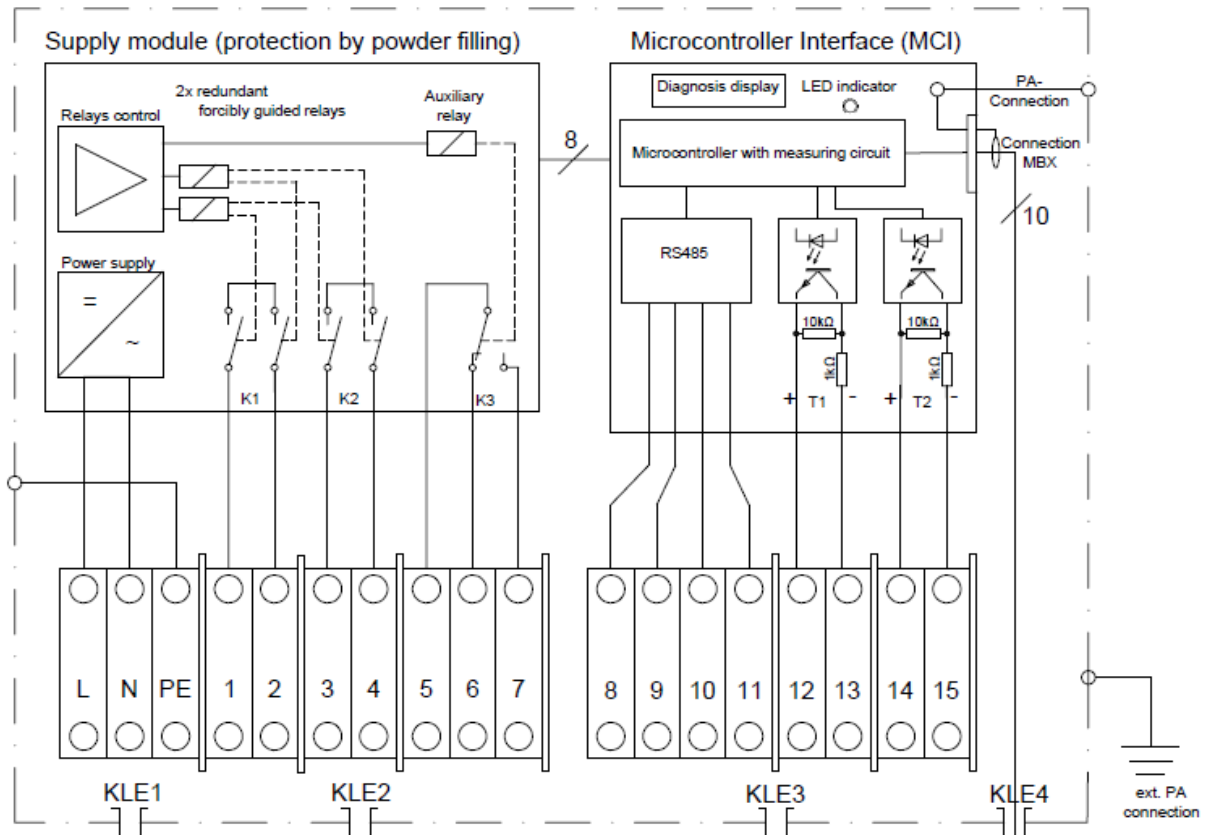 Supply module (protection by powder filling)
Microcontroller Interface (MCI)
2x redundant
forcibly guided relays
Auxiliary
relay
Relays control
Power supply
=
~
K1
K2
K3
8
Diagnosis display
LED indicator
Microcontroller with measuring circuit
PA-
Connection
Connection
MBX
10
RS485
10kΩ
1kΩ
10kΩ
1kΩ
+ T1 -
+ T2 -
L N PE 1 2 3 4 5 6 7
8 9 10 11 12 13 14 15
KLE1
KLE2
KLE3
KLE4
ext. PA
connection